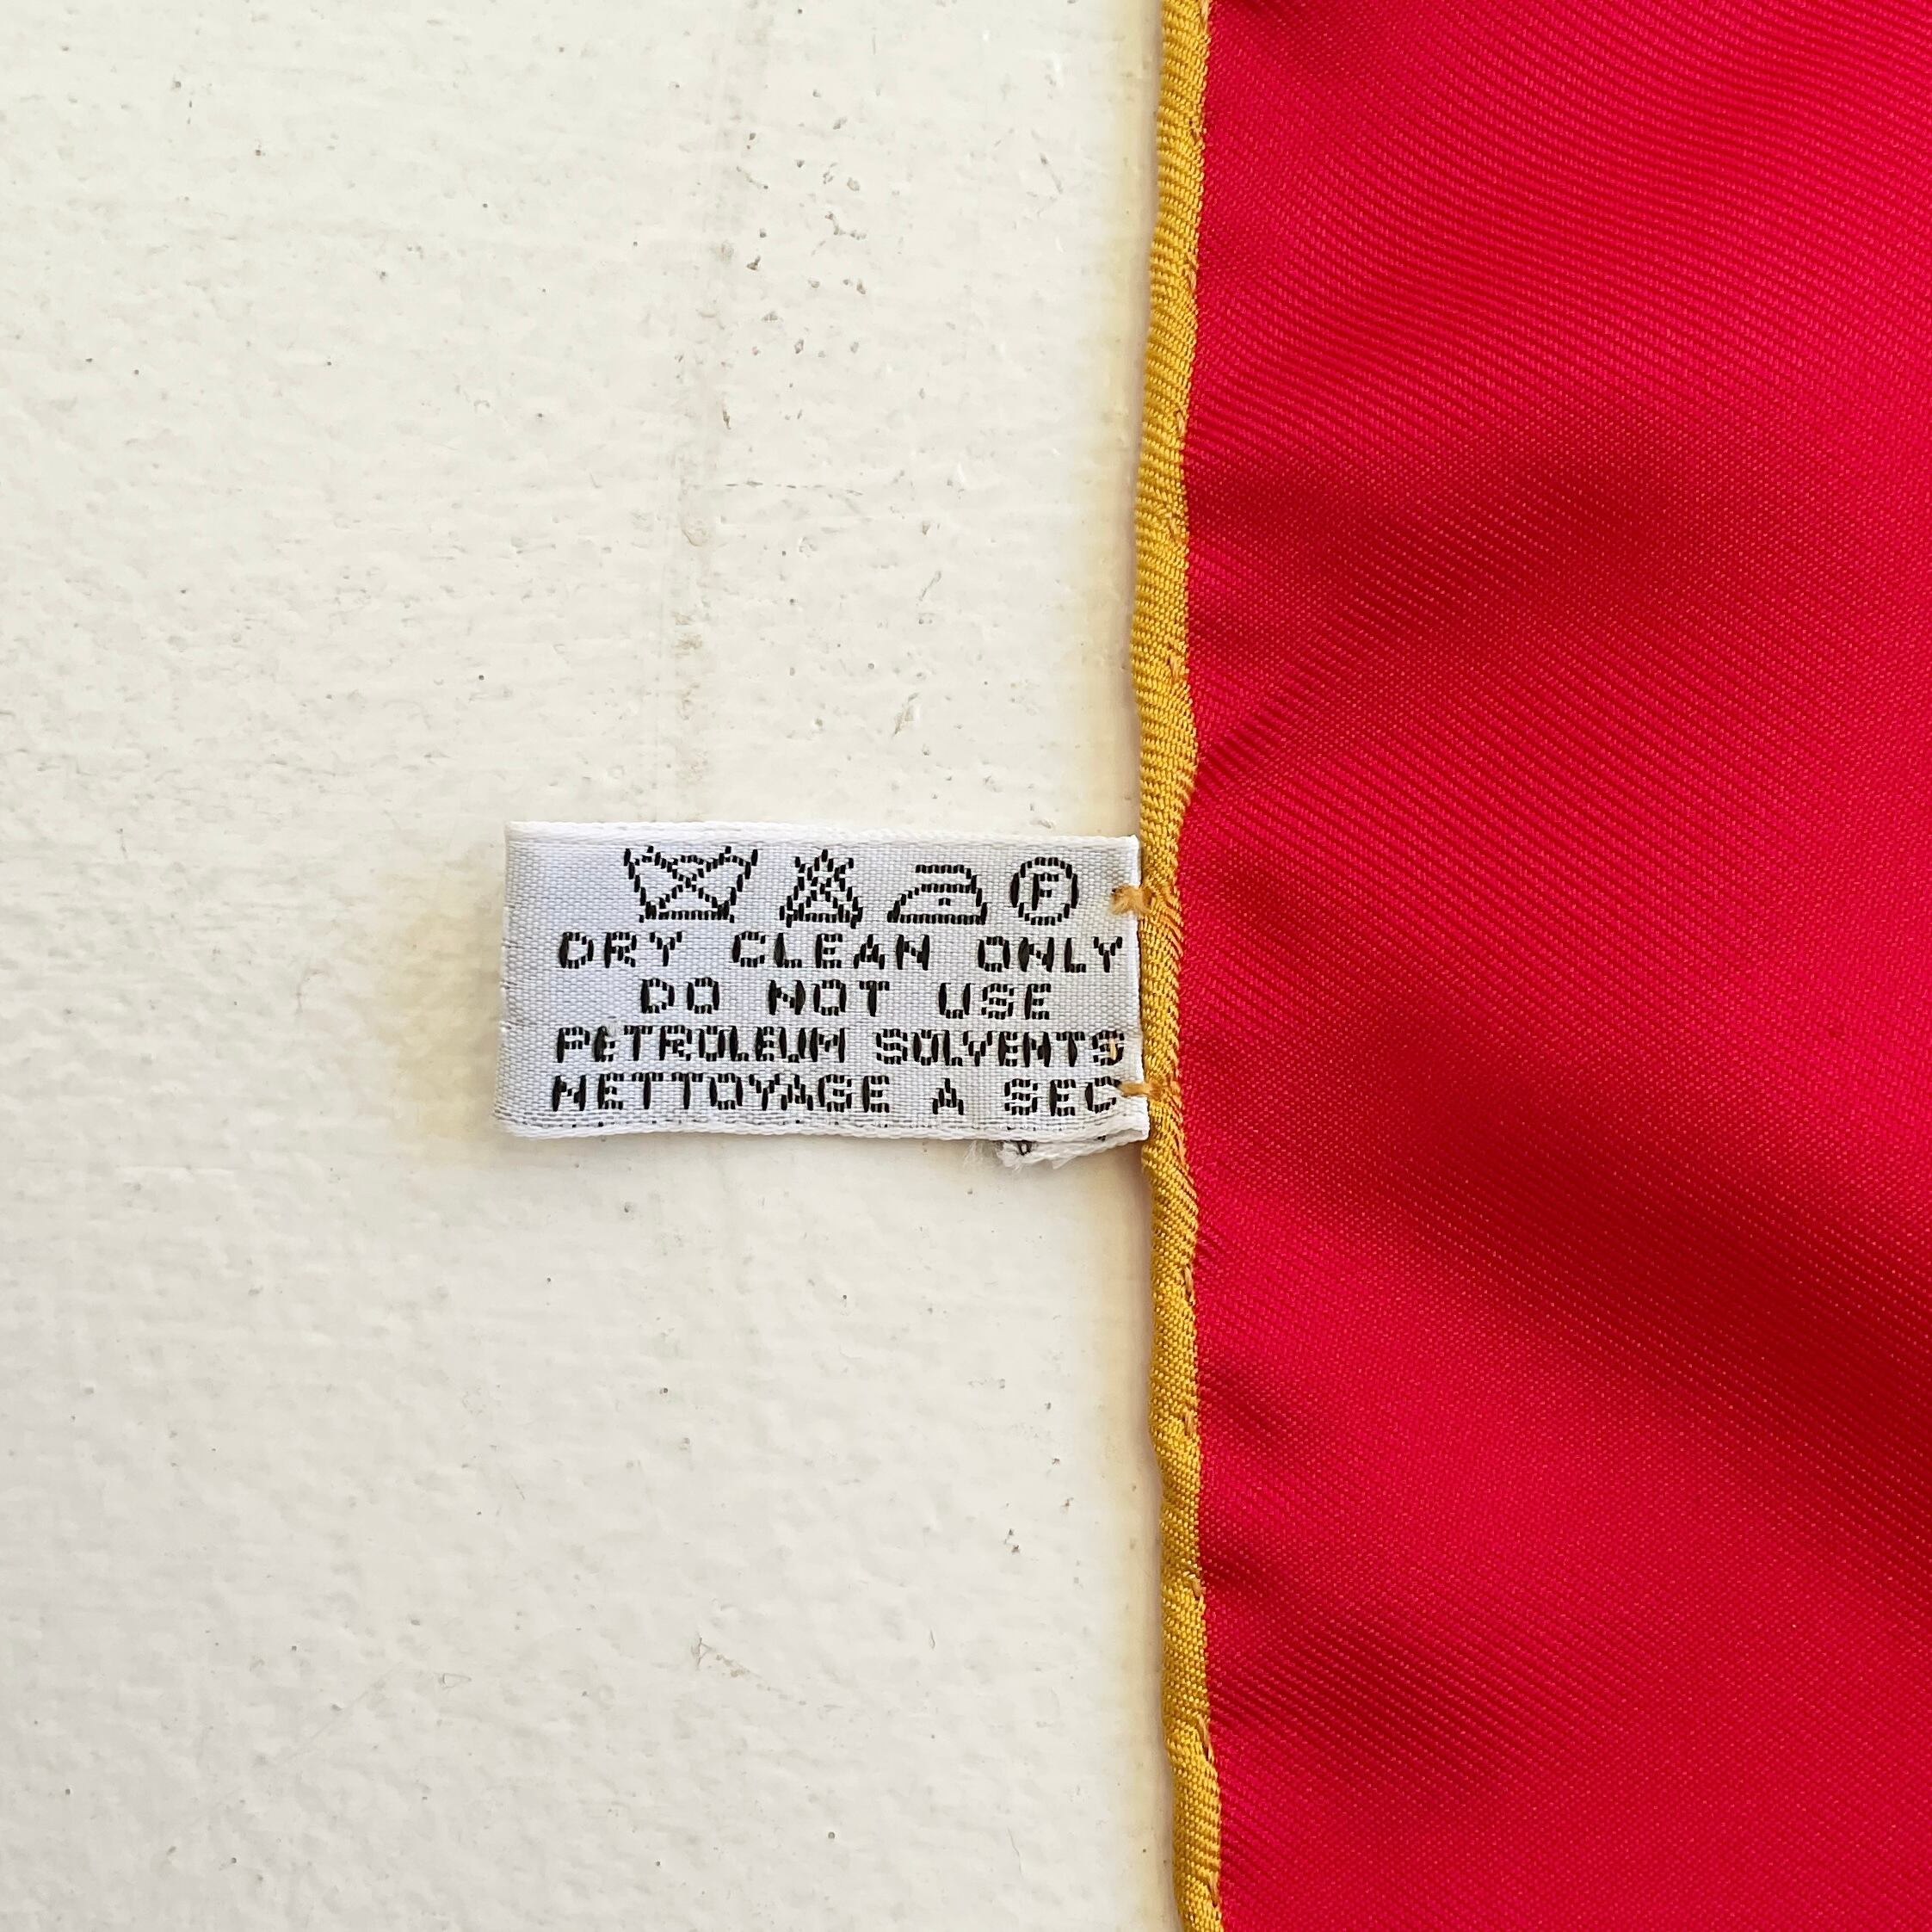 F
DRY CLEAN ONLY
DO NOT USE
PETROLEUM SOLVENTS
NETTOYAGE A SEC